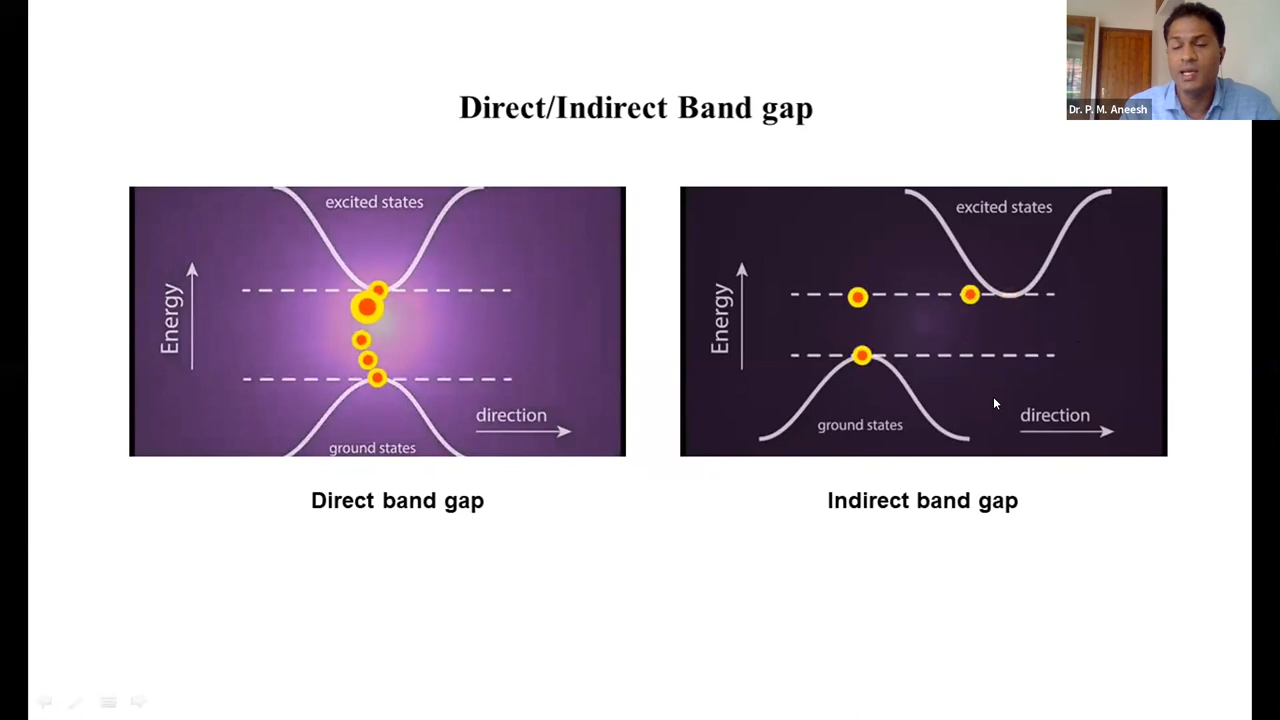 Dr. P. M. Aneesh
Direct/Indirect Band gap
excited states
Energy
direction
ground states
excited states
Energy
direction
ground states
Direct band gap
Indirect band gap